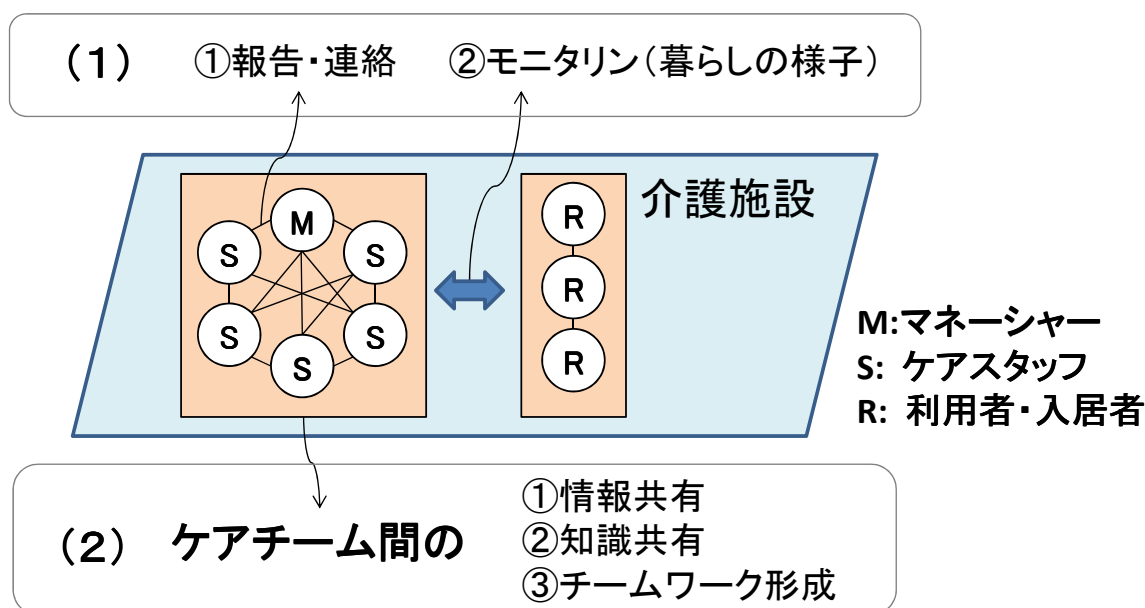 (1) ①報告・連絡 ②モニタリン(暮らしの様子)
介護施設
M
S S
S S
S
R
R
R
M:マネーシャー
S: ケアスタッフ
R: 利用者・入居者
(2) ケアチーム間の
①情報共有
②知識共有
③チームワーク形成